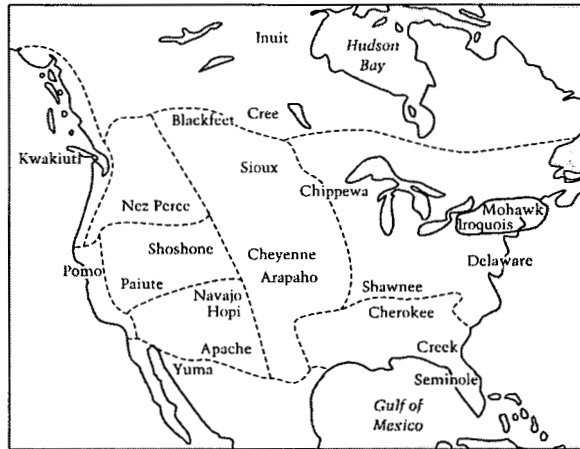 Inuit
Hudson
Bay
Blackfeet
Cree
Kwakiutl
Sioux
Chippewa
Nez Perce
Mohawk
Iroquois
Shoshone
Cheyenne
Delaware
Pomo
Arapaho
Paiute
Navajo
Shawnee
Hopi
Cherokee
Apache
Creek
Yuma
Seminole
Gulf of
Mexico